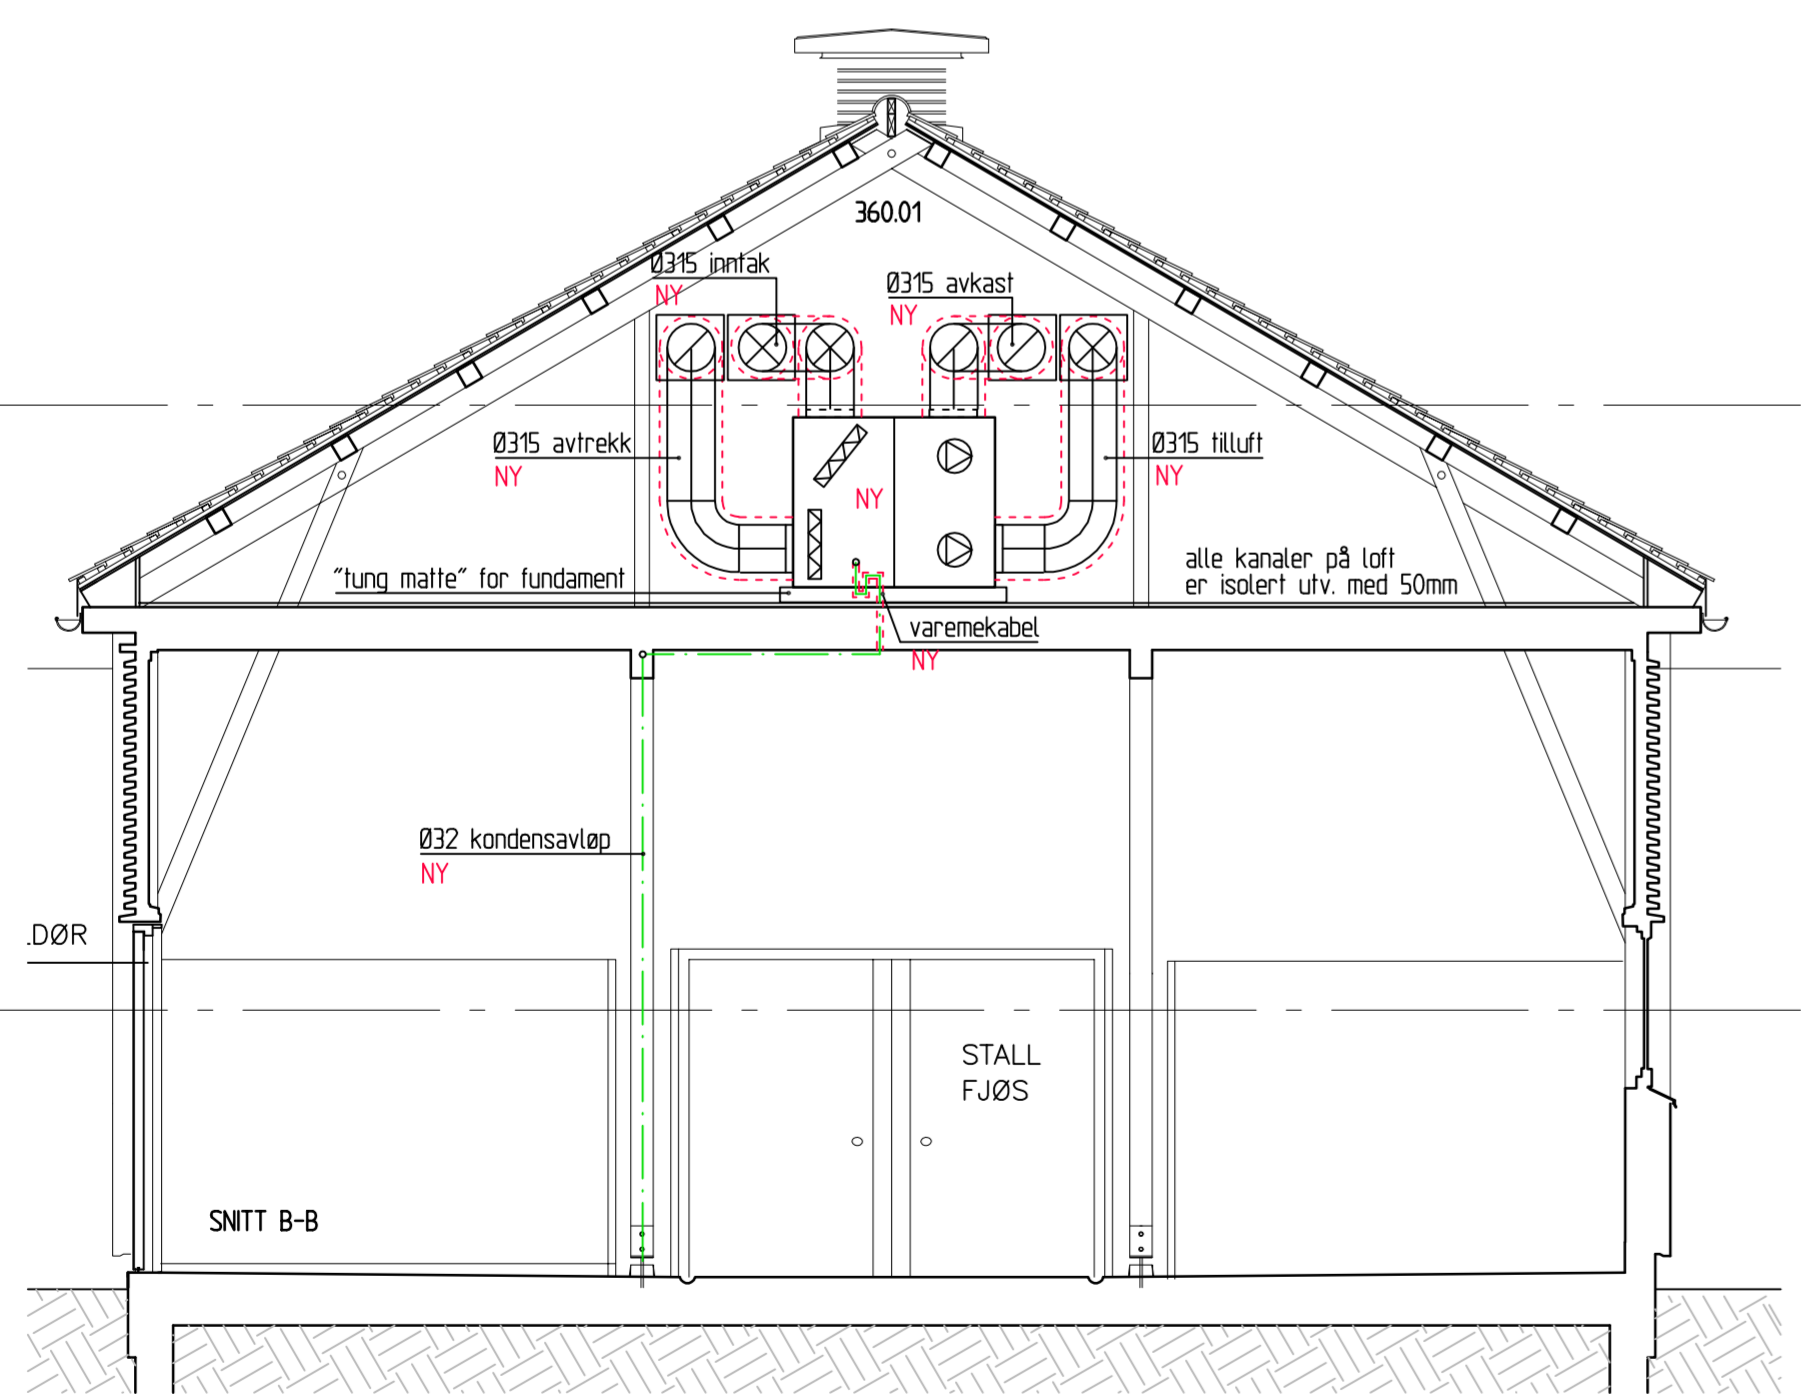 360.01
Ø315 inntak
NY
Ø315 avkast
NY
Ø315 avtrekk
NY
Ø315 tilluft
NY
NY
"tung matte" for fundament
alle kanaler på loft
er isolert utv. med 50mm
varemekabel
NY
Ø32 kondensavløp
NY
.DØR
STALL
FJØS
SNITT B-B